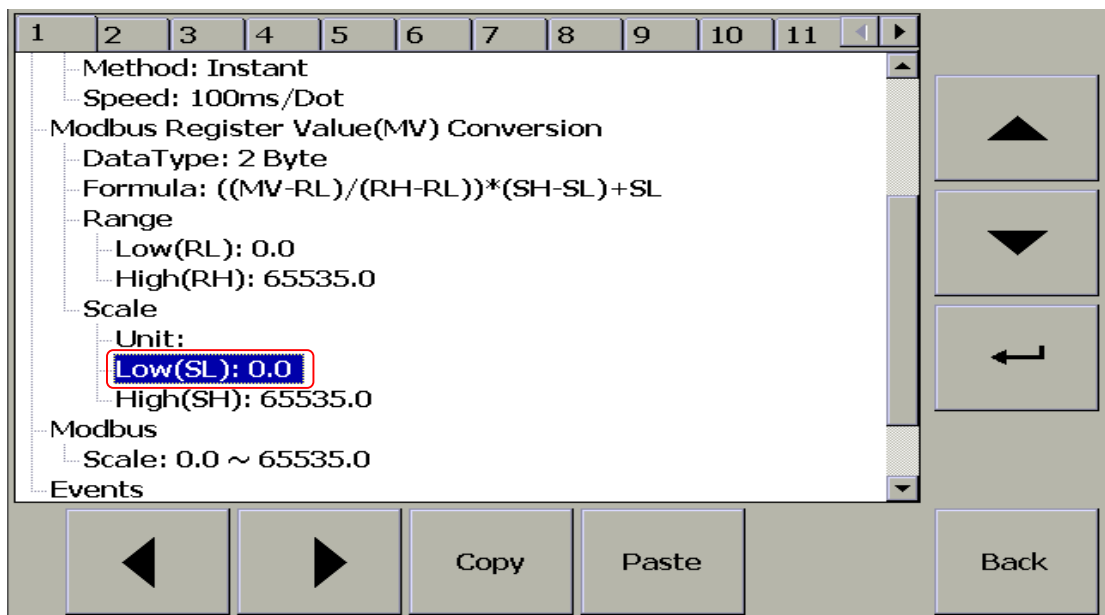 1 2 3 4 5 6 7 8 9 10 11
Method: Instant
Speed: 100ms/Dot
Modbus Register Value(MV) Conversion
DataType: 2 Byte
Formula: ((MV-RL)/(RH-RL))*(SH-SL)+SL
Range
Low(RL): 0.0
High(RH): 65535.0
Scale
Unit:
Low(SL): 0.0
High(SH): 65535.0
Modbus
Scale: 0.0 ~ 65535.0
Events
Copy Paste Back